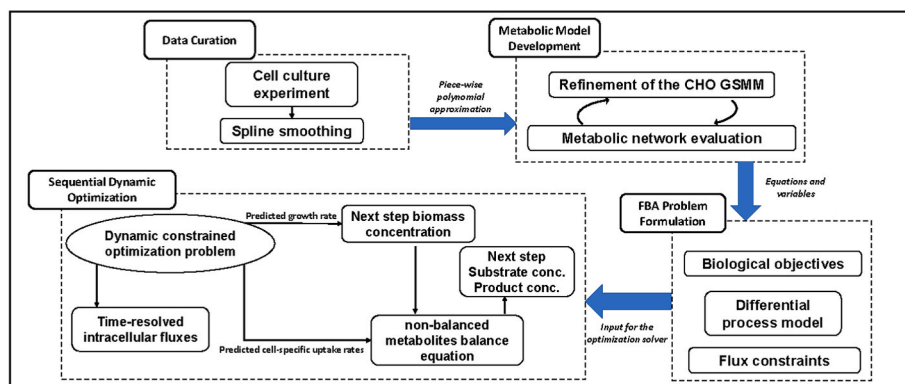 Data Curation
Cell culture
experiment
Spline smoothing
Piece-wise
polynomial
approximation
Metabolic Model
Development
Refinement of the CHO GSMM
Metabolic network evaluation
Equations and
variables
FBA Problem
Formulation
Biological objectives
Differential
process model
Flux constraints
Input for the
optimization solver
Sequential Dynamic
Optimization
Dynamic constrained
optimization problem
Predicted growth rate
Next step biomass
concentration
Next step
Substrate conc.
Product conc.
Time-resolved
intracellular fluxes
Predicted cell-specific uptake rates
non-balanced
metabolites balance
equation